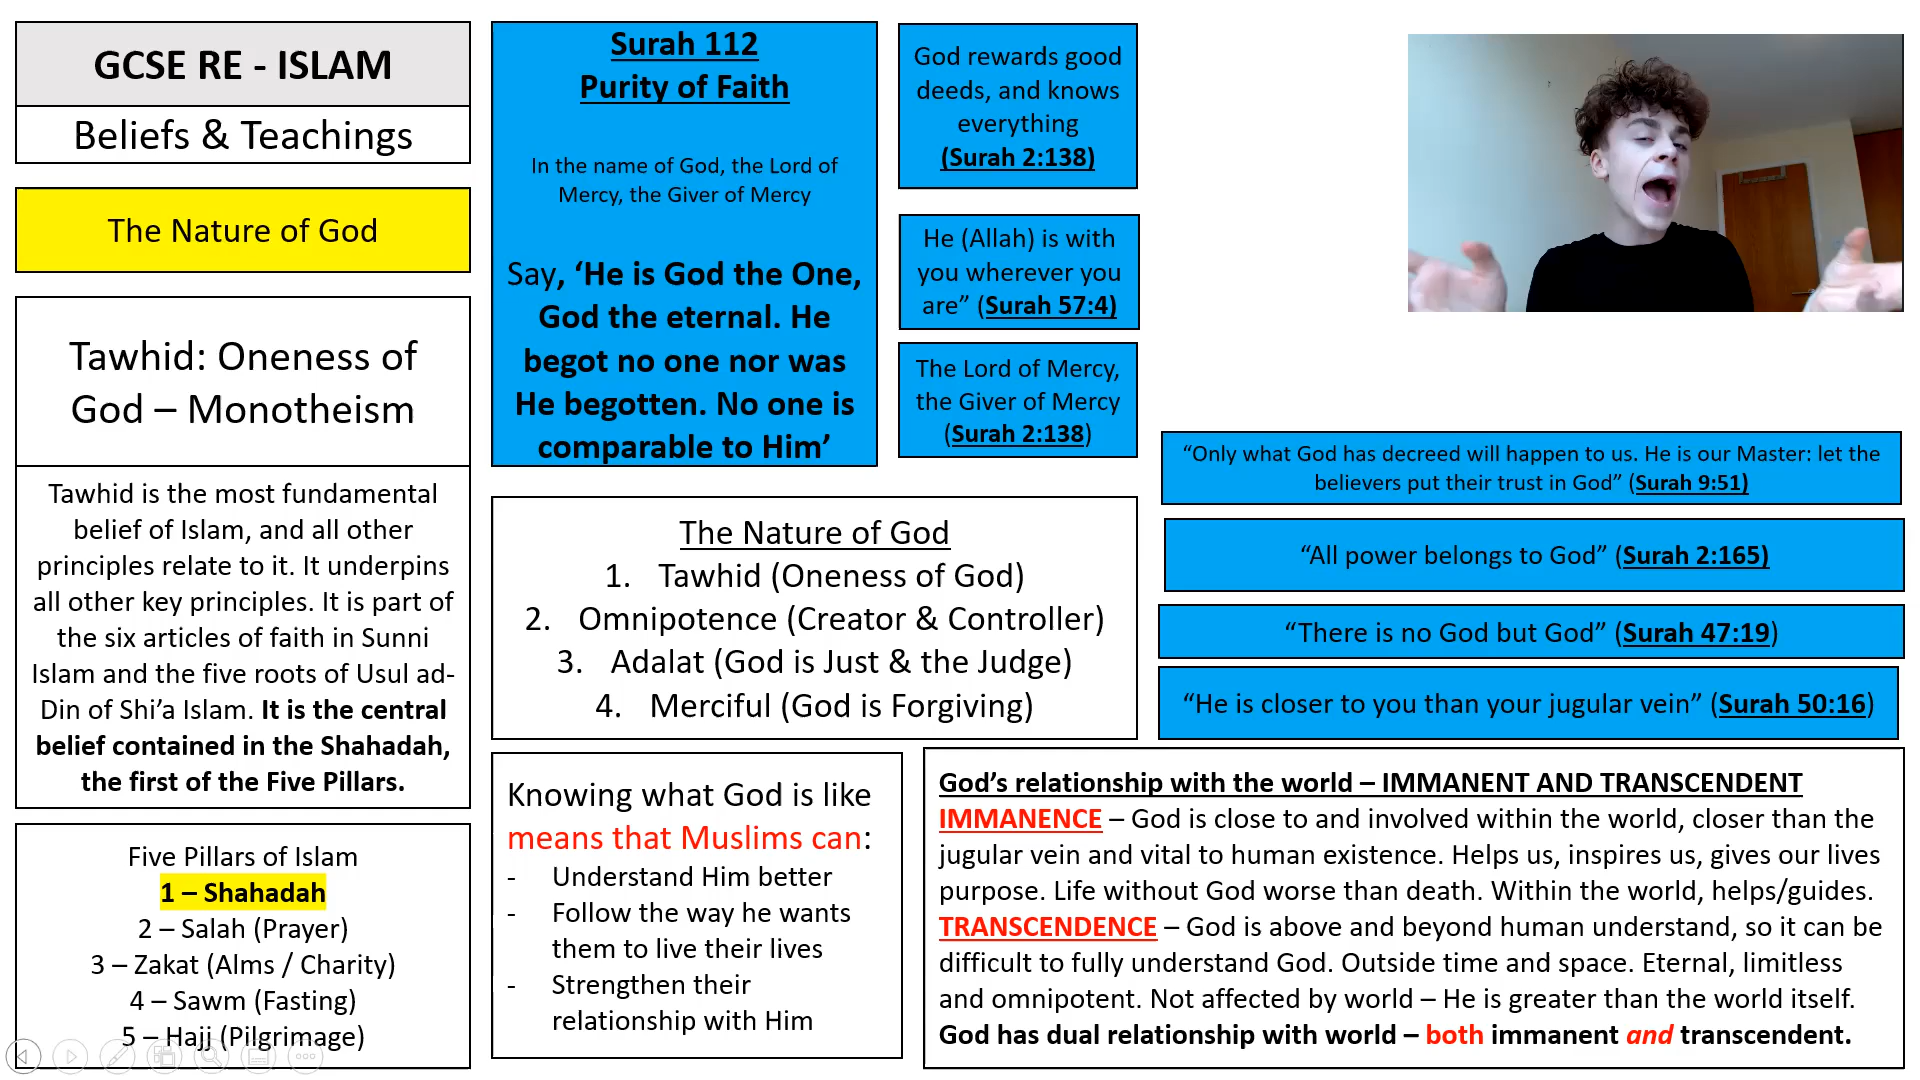 GCSE RE - ISLAM
Beliefs & Teachings
The Nature of God
Tawhid: Oneness of
God – Monotheism
Tawhid is the most fundamental
belief of Islam, and all other
principles relate to it. It underpins
all other key principles. It is part of
the six articles of faith in Sunni
Islam and the five roots of Usul ad-
Din of Shi’a Islam. It is the central
belief contained in the Shahadah,
the first of the Five Pillars.
Five Pillars of Islam
1 – Shahadah
2 – Salah (Prayer)
3 – Zakat (Alms / Charity)
4 – Sawm (Fasting)
5 – Hajj (Pilgrimage)
Surah 112
Purity of Faith
In the name of God, the Lord of
Mercy, the Giver of Mercy
Say, ‘He is God the One,
God the eternal. He
begot no one nor was
He begotten. No one is
comparable to Him’
God rewards good
deeds, and knows
everything
(Surah 2:138)
He (Allah) is with
you wherever you
are” (Surah 57:4)
The Lord of Mercy,
the Giver of Mercy
(Surah 2:138)
The Nature of God
1. Tawhid (Oneness of God)
2. Omnipotence (Creator & Controller)
3. Adalat (God is Just & the Judge)
4. Merciful (God is Forgiving)
Knowing what God is like
means that Muslims can:
- Understand Him better
- Follow the way he wants
them to live their lives
- Strengthen their
relationship with Him
“Only what God has decreed will happen to us. He is our Master: let the
believers put their trust in God” (Surah 9:51)
“All power belongs to God” (Surah 2:165)
“There is no God but God” (Surah 47:19)
“He is closer to you than your jugular vein” (Surah 50:16)
God’s relationship with the world – IMMANENT AND TRANSCENDENT
IMMANENCE – God is close to and involved within the world, closer than the
jugular vein and vital to human existence. Helps us, inspires us, gives our lives
purpose. Life without God worse than death. Within the world, helps/guides.
TRANSCENDENCE – God is above and beyond human understand, so it can be
difficult to fully understand God. Outside time and space. Eternal, limitless
and omnipotent. Not affected by world – He is greater than the world itself.
God has dual relationship with world – both immanent and transcendent.